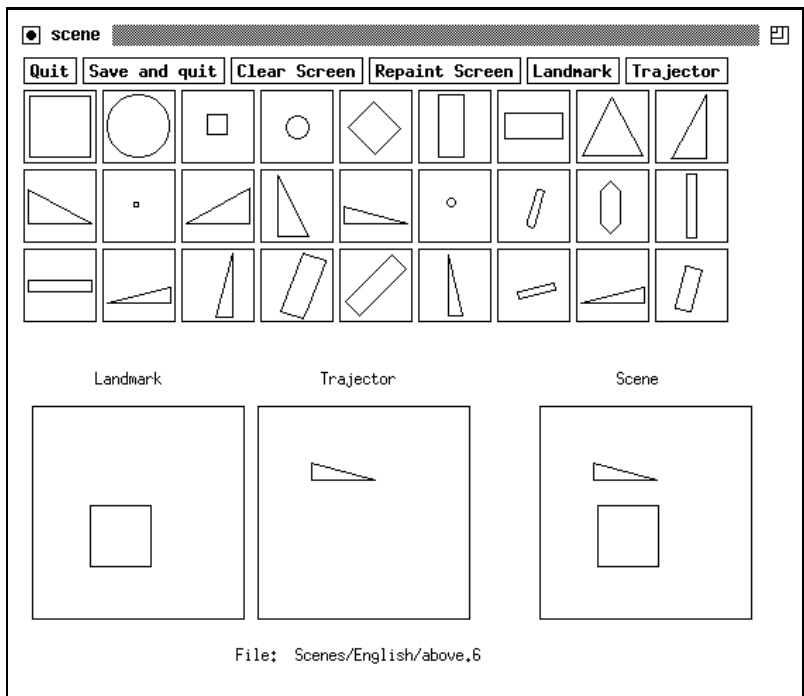 scene
Quit Save and quit Clear Screen Repaint Screen Landmark Trajector
Landmark Trajector Scene
File: Scenes/English/above.6